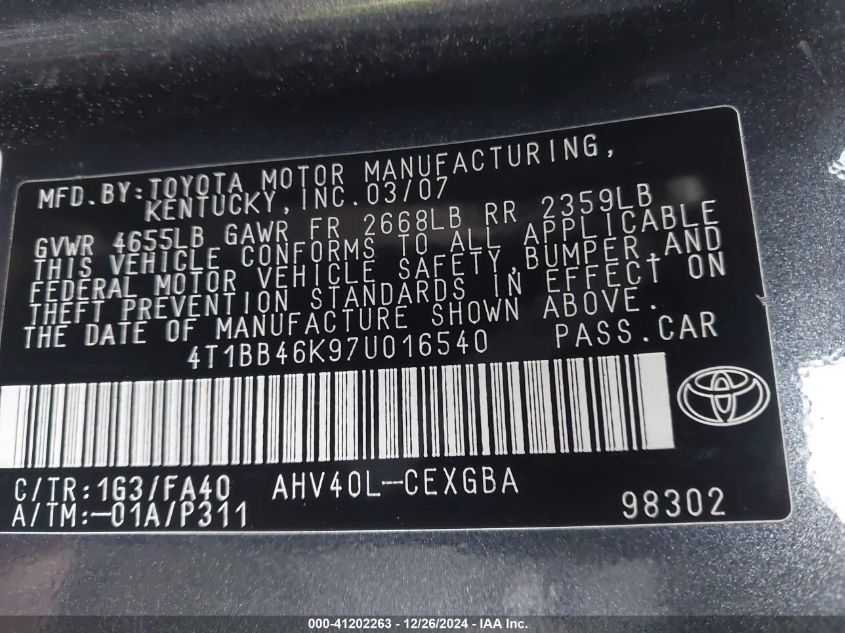 MFD. BY: TOYOTA MOTOR MANUFACTURING,
KENTUCKY, INC. 03/07
GVWR 4655LB GAWR FR 2668LB RR 2359LB
THIS VEHICLE CONFORMS TO ALL APPLICABLE
FEDERAL MOTOR VEHICLE SAFETY, BUMPER, AND
THEFT PREVENTION STANDARDS IN EFFECT ON
THE DATE OF MANUFACTURE SHOWN ABOVE.
4T1BB46K97U016540 PASS. CAR
C/TR: 1G3/FA40 AHV40L-CEXGBA
A/TM: -01A/P311 98302
000-41202263 - 12/26/2024 - IAA Inc.